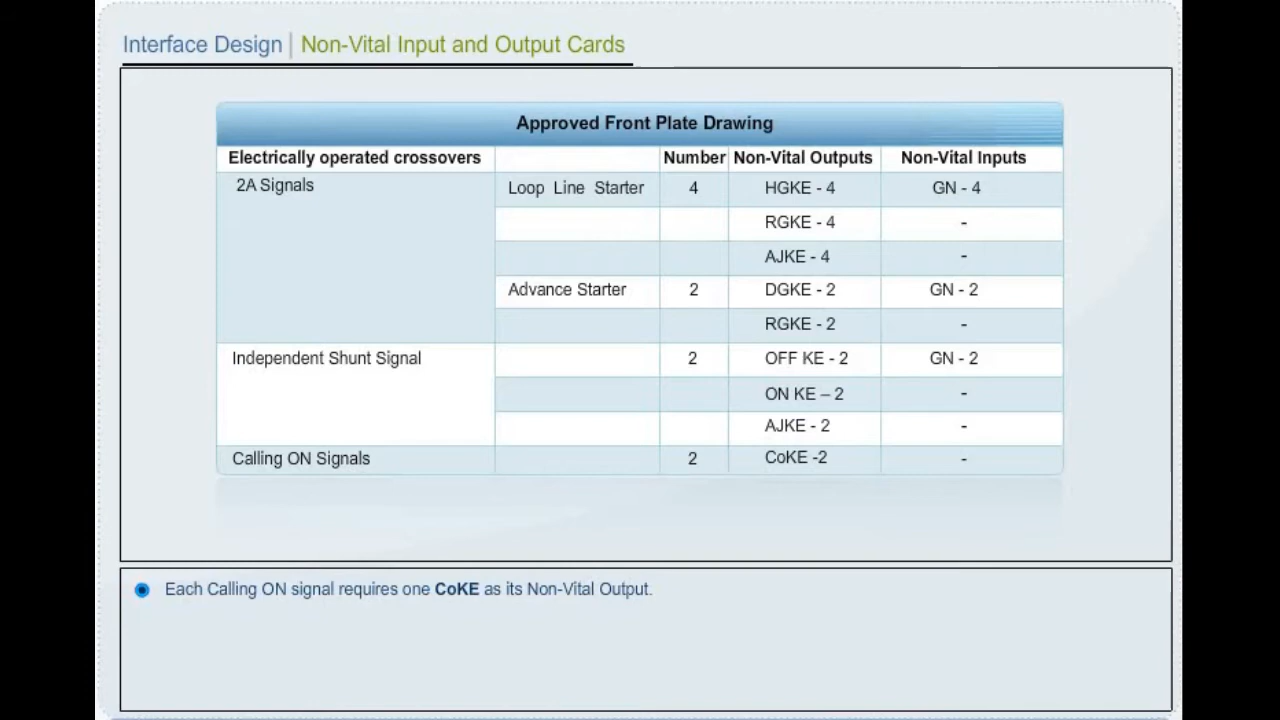 Interface Design | Non-Vital Input and Output Cards
Approved Front Plate Drawing
Electrically operated crossovers Number Non-Vital Outputs Non-Vital Inputs
2A Signals Loop Line Starter 4 HGKE - 4 GN - 4
RGKE - 4 -
AJKE - 4 -
Advance Starter 2 DGKE - 2 GN - 2
RGKE - 2 -
Independent Shunt Signal 2 OFF KE - 2 GN - 2
ON KE – 2 -
AJKE - 2 -
Calling ON Signals 2 CoKE -2 -
Each Calling ON signal requires one CoKE as its Non-Vital Output.